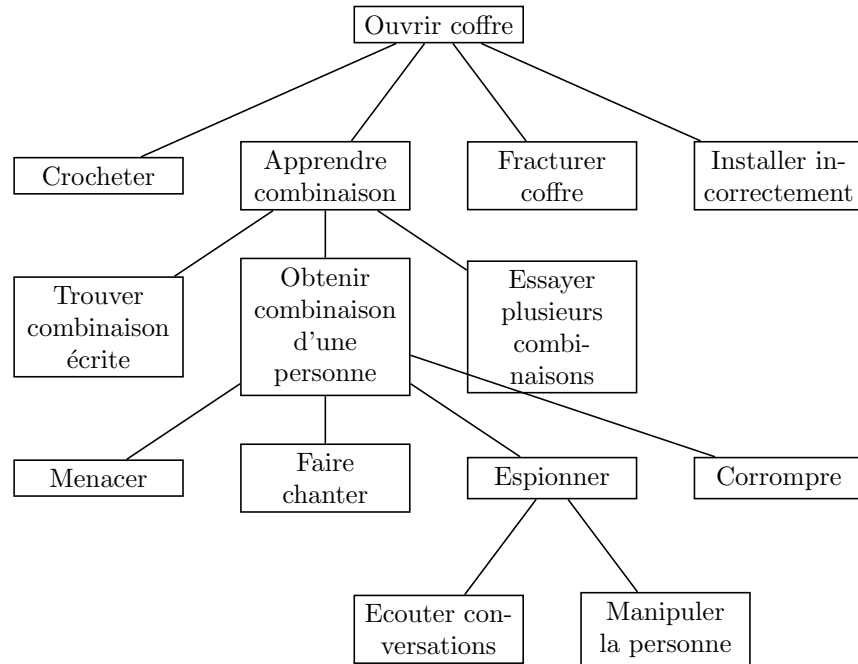 Ouvrir coffre
Crocheter
Apprendre
combinaison
Fracturer
coffre
Installer in-
correctement
Trouver
combinaison
écrite
Obtenir
combinaison
d'une
personne
Essayer
plusieurs
combi-
naisons
Menacer
Faire
chanter
Espionner
Corrompre
Ecouter con-
versations
Manipuler
la personne